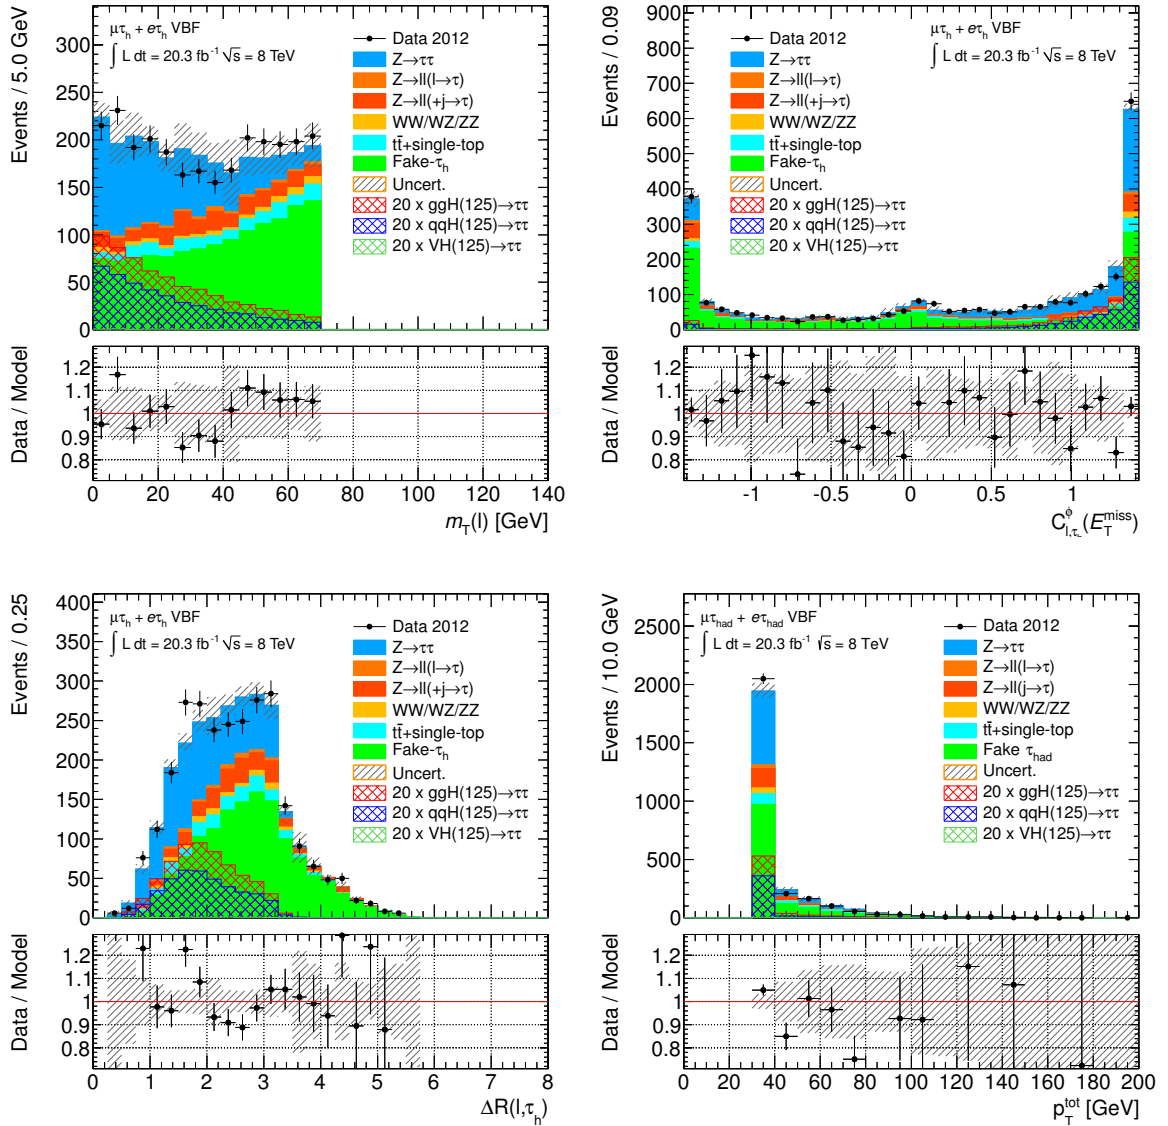 Events / 5.0 GeV
350
300
250
200
150
100
50
0
μτh + eτh VBF
∫ L dt = 20.3 fb⁻¹ √s = 8 TeV
Data 2012
Z→ττ
Z→ll(l→τ)
Z→ll(+j→τ)
WW/WZ/ZZ
tt̄+single-top
Fake-τh
Uncert.
20 x ggH(125)→ττ
20 x qqH(125)→ττ
20 x VH(125)→ττ
Data / Model
1.2
1.1
1
0.9
0.8
0 20 40 60 80 100 120 140
mT(l) [GeV]
Events / 0.09
900
800
700
600
500
400
300
200
100
0
μτh + eτh VBF
∫ L dt = 20.3 fb⁻¹ √s = 8 TeV
Data 2012
Z→ττ
Z→ll(l→τ)
Z→ll(+j→τ)
WW/WZ/ZZ
tt̄+single-top
Fake-τh
Uncert.
20 x ggH(125)→ττ
20 x qqH(125)→ττ
20 x VH(125)→ττ
Data / Model
1.2
1.1
1
0.9
0.8
-1 -0.5 0 0.5 1
C^φ_l,τh(E_T^miss)
Events / 0.25
400
350
300
250
200
150
100
50
0
μτh + eτh VBF
∫ L dt = 20.3 fb⁻¹ √s = 8 TeV
Data 2012
Z→ττ
Z→ll(l→τ)
Z→ll(+j→τ)
WW/WZ/ZZ
tt̄+single-top
Fake-τh
Uncert.
20 x ggH(125)→ττ
20 x qqH(125)→ττ
20 x VH(125)→ττ
Data / Model
1.2
1.1
1
0.9
0.8
0 1 2 3 4 5 6 7 8
ΔR(l,τh)
Events / 10.0 GeV
2500
2000
1500
1000
500
0
μτhad + eτhad VBF
∫ L dt = 20.3 fb⁻¹ √s = 8 TeV
Data 2012
Z→ττ
Z→ll(l→τ)
Z→ll(j→τ)
WW/WZ/ZZ
tt̄+single-top
Fake τhad
Uncert.
20 x ggH(125)→ττ
20 x qqH(125)→ττ
20 x VH(125)→ττ
Data / Model
1.2
1.1
1
0.9
0.8
0 20 40 60 80 100 120 140 160 180 200
p_T^tot [GeV]